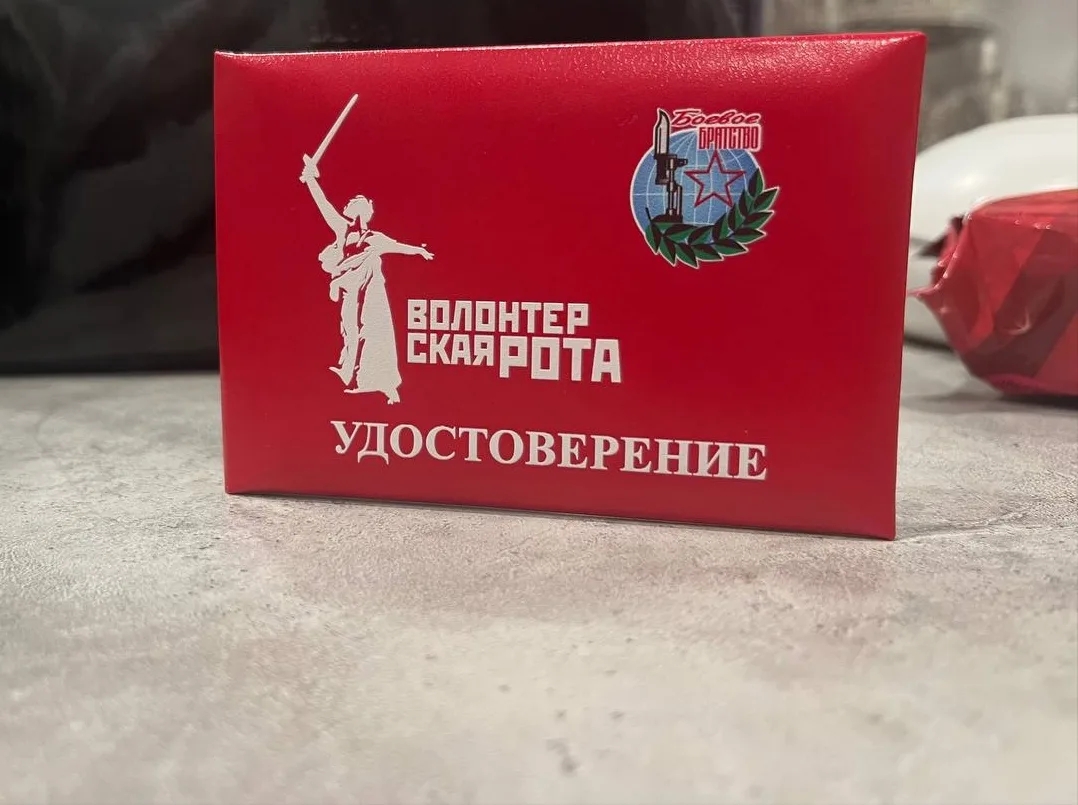 Боевое
БРАТСТВО
ВОЛОНТЕР
СКАЯ РОТА
УДОСТОВЕРЕНИЕ